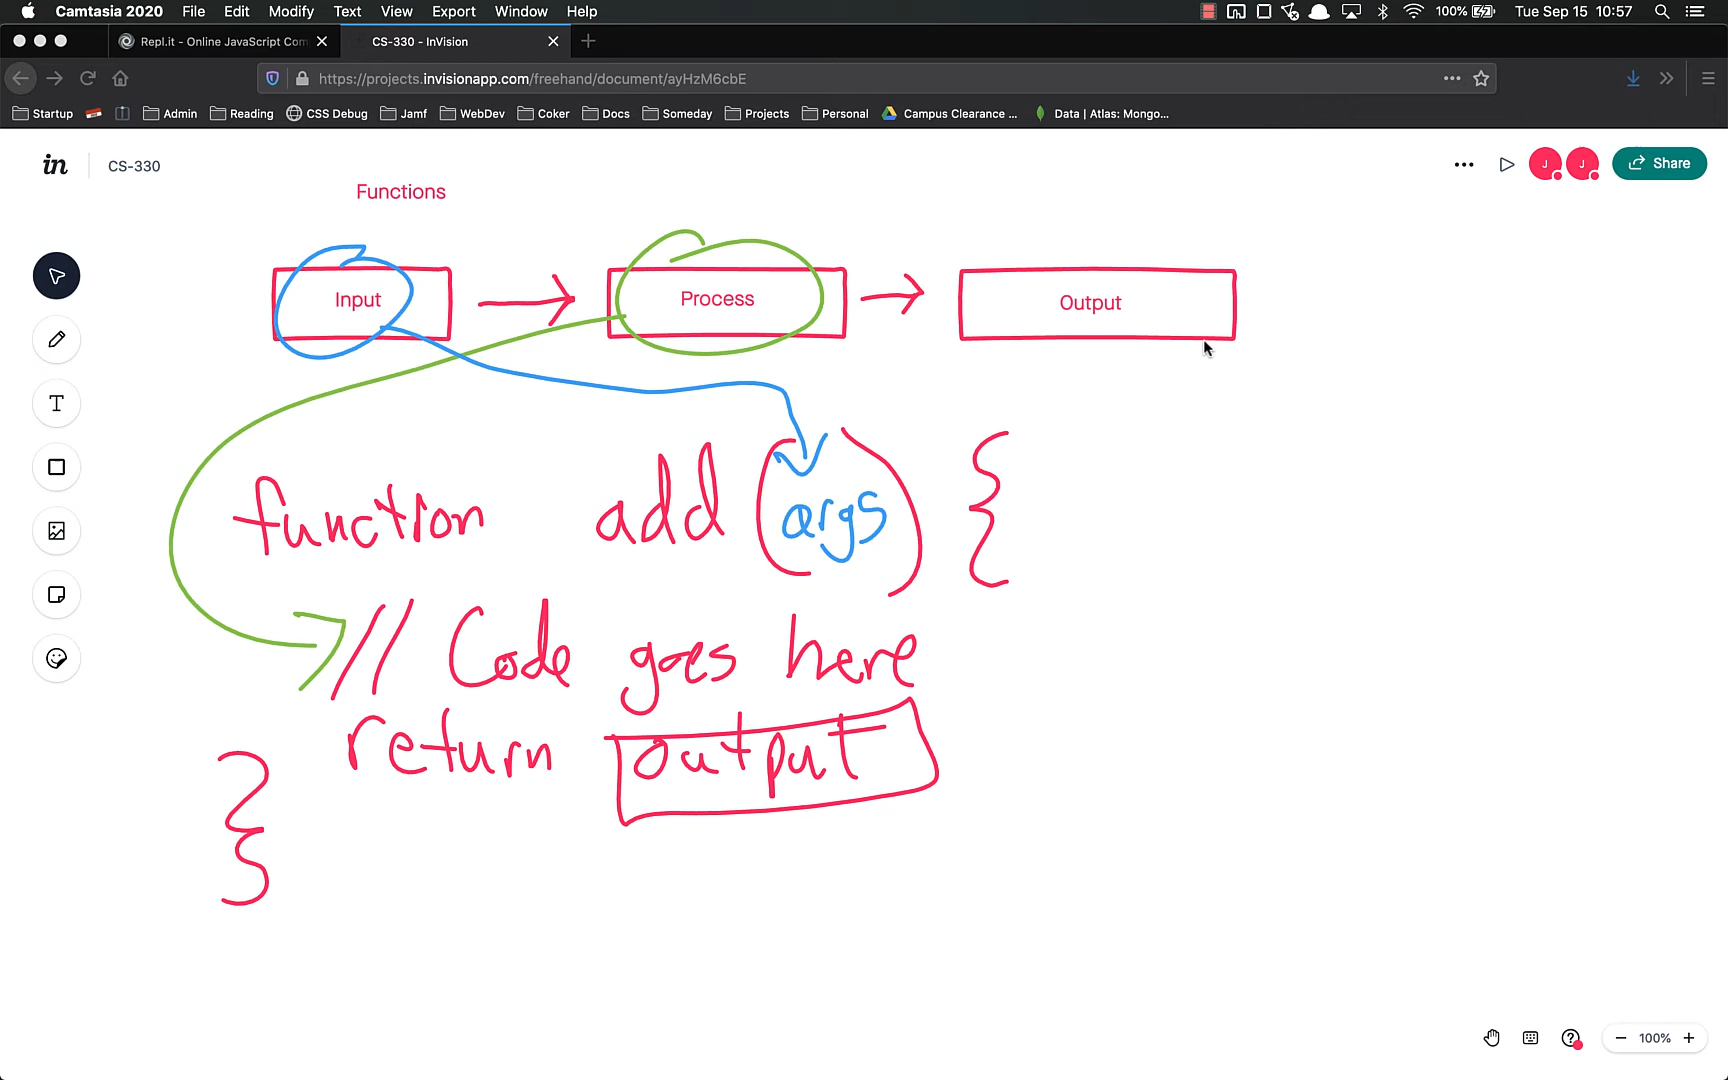 Camtasia 2020 File Edit Modify Text View Export Window Help 100% Tue Sep 15 10:57
Repl.it - Online JavaScript Com CS-330 - InVision
https://projects.invisionapp.com/freehand/document/ayHzM6cbE
Startup Admin Reading CSS Debug Jamf WebDev Coker Docs Someday Projects Personal Campus Clearance ... Data | Atlas: Mongo...
in CS-330 J J Share
Functions
Input Process Output
T
function add (args) {
// Code goes here
return output
}
100%